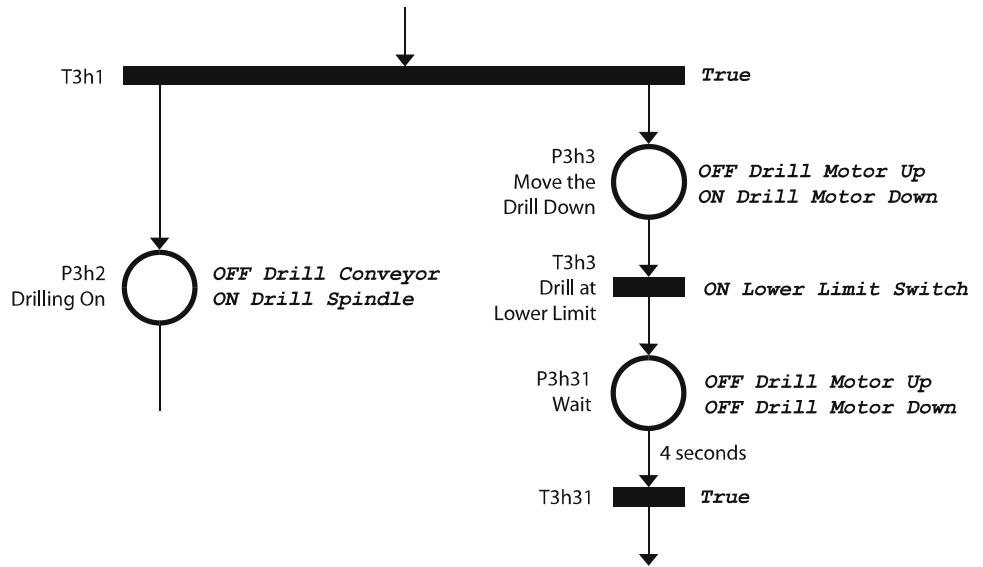 T3h1
True
P3h3
Move the
Drill Down
OFF Drill Motor Up
ON Drill Motor Down
P3h2
Drilling On
OFF Drill Conveyor
ON Drill Spindle
T3h3
Drill at
Lower Limit
ON Lower Limit Switch
P3h31
Wait
OFF Drill Motor Up
OFF Drill Motor Down
4 seconds
T3h31
True